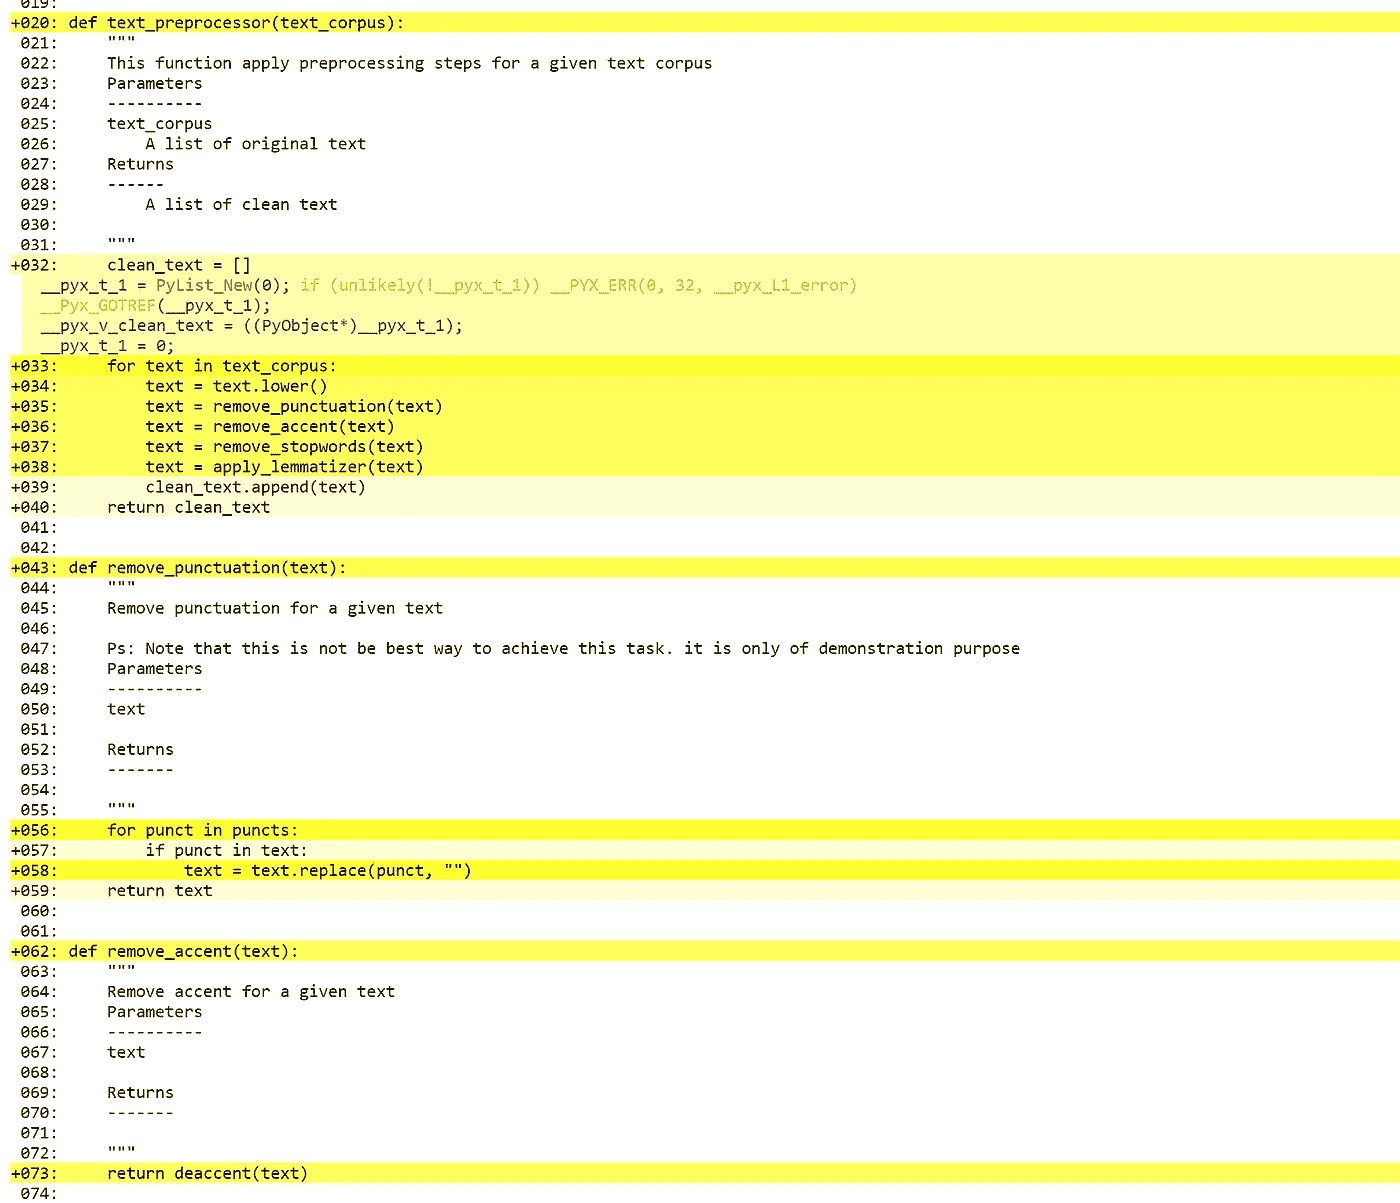 019:
+020: def text_preprocessor(text_corpus):
021:     """
022:     This function apply preprocessing steps for a given text corpus
023:     Parameters
024:     ----------
025:     text_corpus
026:         A list of original text
027:     Returns
028:     ------
029:         A list of clean text
030:
031:     """
+032:     clean_text = []
__pyx_t_1 = PyList_New(0); if (unlikely(!__pyx_t_1)) __PYX_ERR(0, 32, __pyx_L1_error)
__Pyx_GOTREF(__pyx_t_1);
__pyx_v_clean_text = ((PyObject*)__pyx_t_1);
__pyx_t_1 = 0;
+033:     for text in text_corpus:
+034:         text = text.lower()
+035:         text = remove_punctuation(text)
+036:         text = remove_accent(text)
+037:         text = remove_stopwords(text)
+038:         text = apply_lemmatizer(text)
+039:         clean_text.append(text)
+040:     return clean_text
041:
042:
+043: def remove_punctuation(text):
044:     """
045:     Remove punctuation for a given text
046:
047:     Ps: Note that this is not be best way to achieve this task. it is only of demonstration purpose
048:     Parameters
049:     ----------
050:     text
051:
052:     Returns
053:     -------
054:
055:     """
+056:     for punct in puncts:
+057:         if punct in text:
+058:             text = text.replace(punct, "")
+059:     return text
060:
061:
+062: def remove_accent(text):
063:     """
064:     Remove accent for a given text
065:     Parameters
066:     ----------
067:     text
068:
069:     Returns
070:     -------
071:
072:     """
+073:     return deaccent(text)
074: